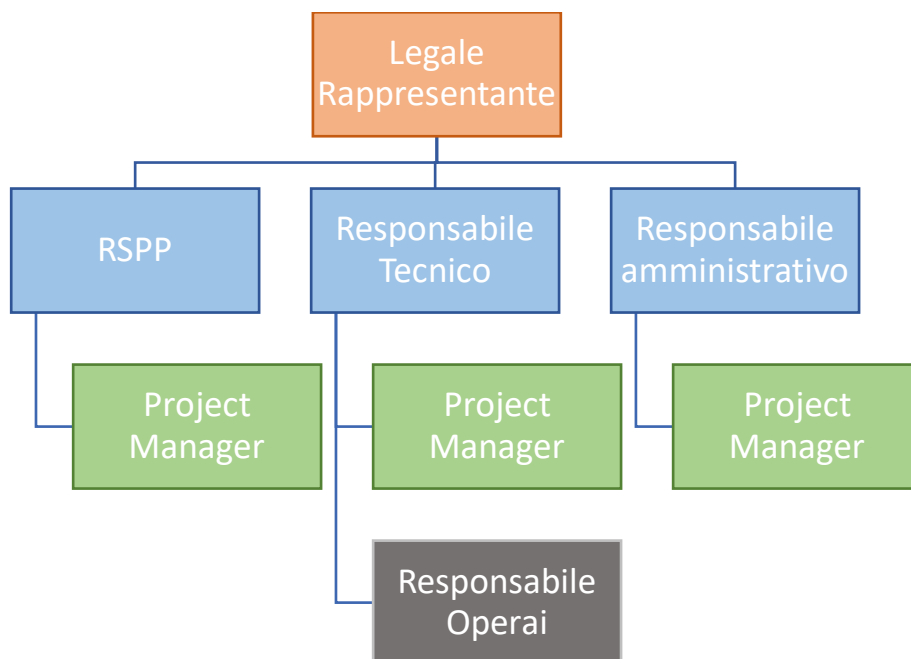 Legale
Rappresentante
RSPP
Responsabile
Tecnico
Responsabile
amministrativo
Project
Manager
Project
Manager
Project
Manager
Responsabile
Operai